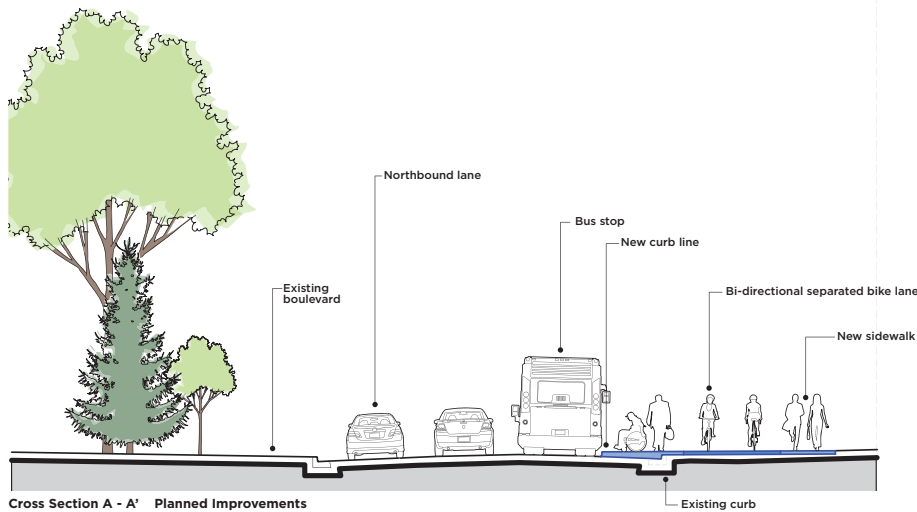 Northbound lane
Bus stop
New curb line
Existing
boulevard
Bi-directional separated bike lane
New sidewalk
Cross Section A - A' Planned Improvements
Existing curb